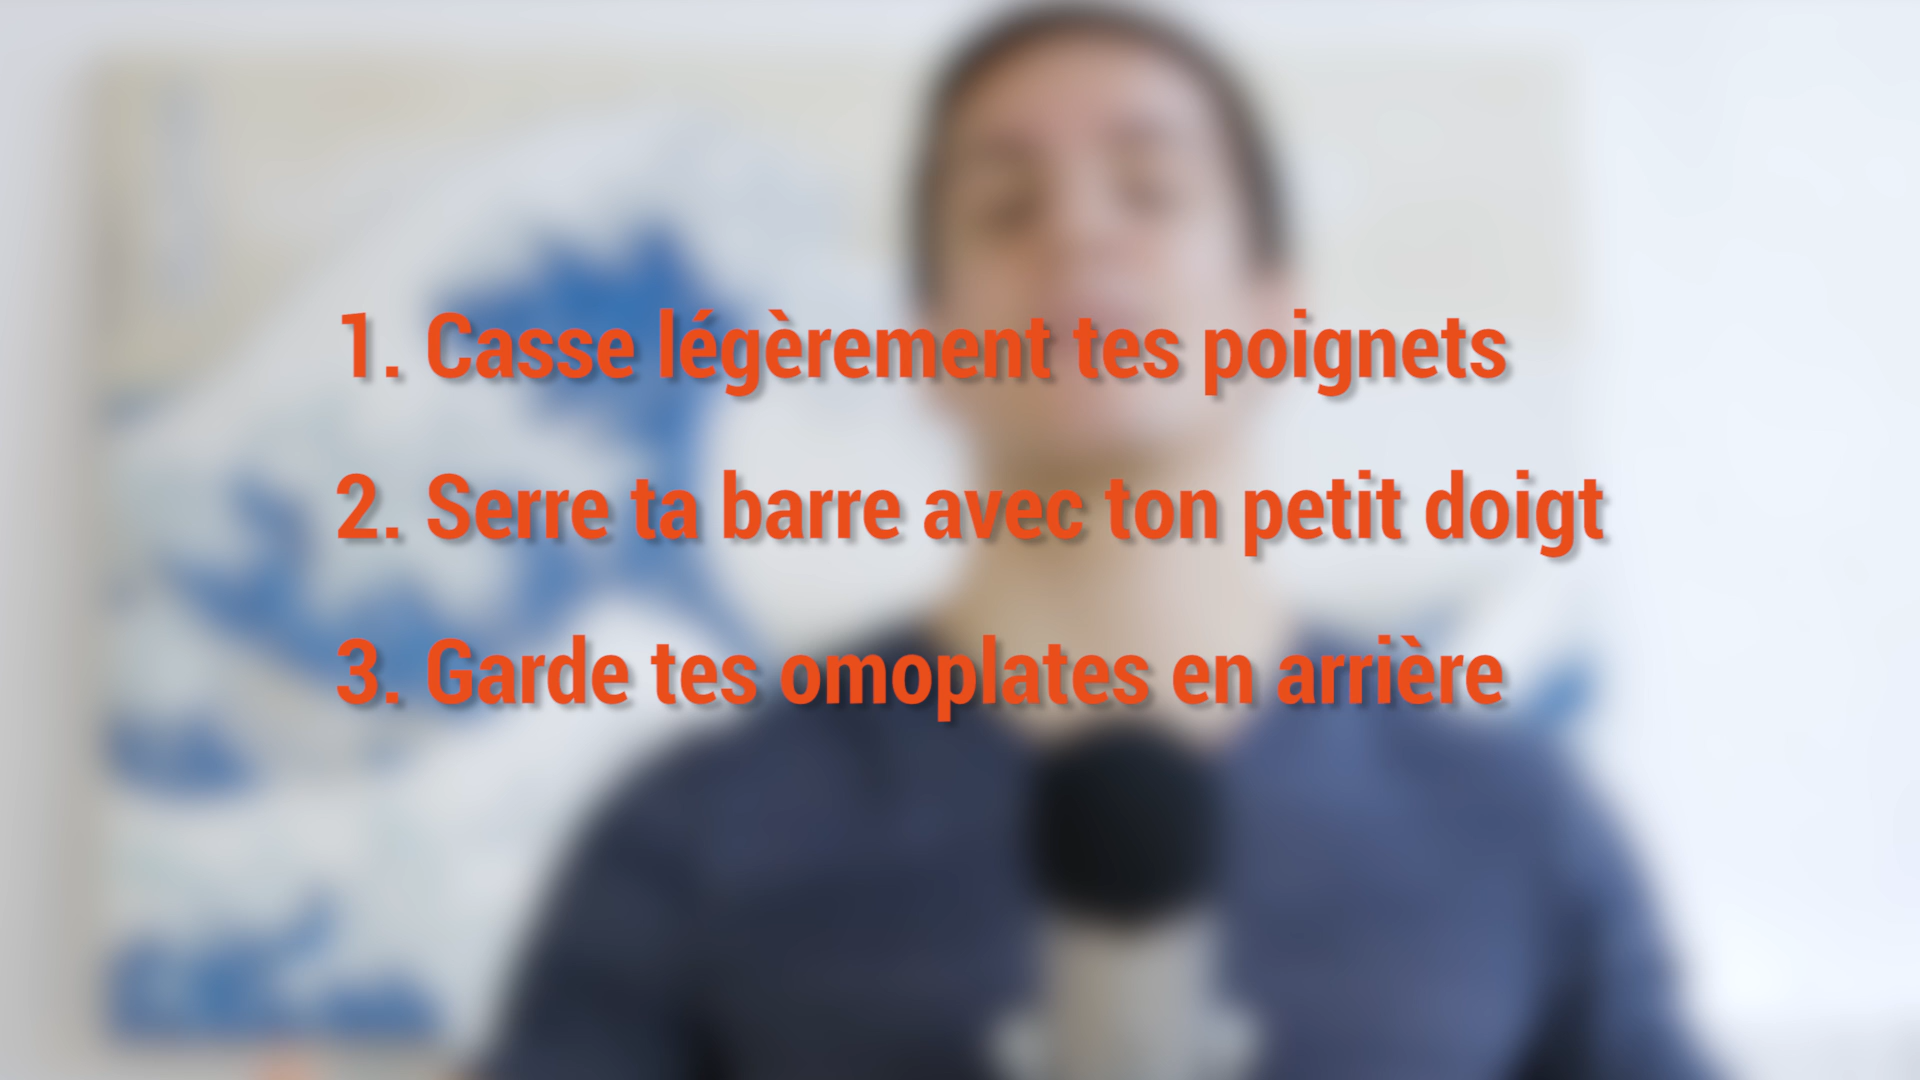 1. Casse légèrement tes poignets
2. Serre ta barre avec ton petit doigt
3. Garde tes omoplates en arrière